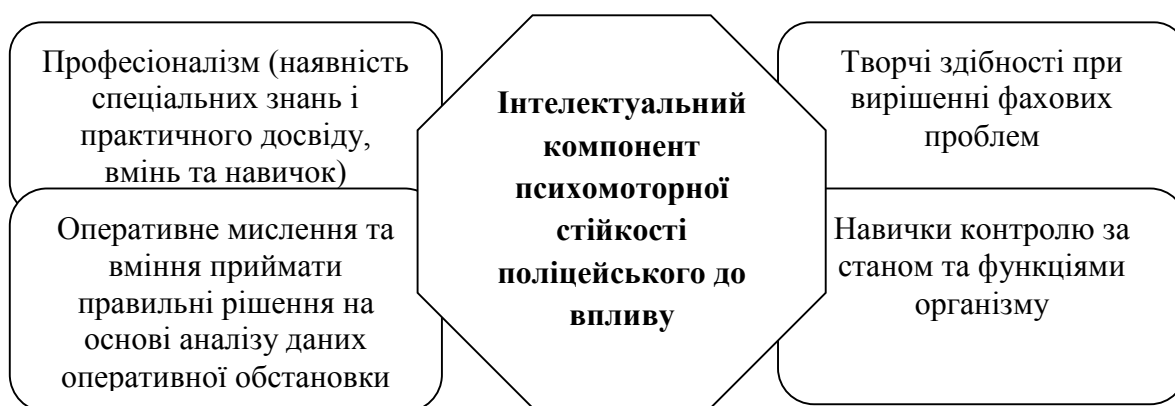 Професіоналізм (наявність
спеціальних знань і
практичного досвіду,
вмінь та навичок)
Оперативне мислення та
вміння приймати
правильні рішення на
основі аналізу даних
оперативної обстановки
Інтелектуальний
компонент
психомоторної
стійкості
поліцейського до
впливу
Творчі здібності при
вирішенні фахових
проблем
Навички контролю за
станом та функціями
організму